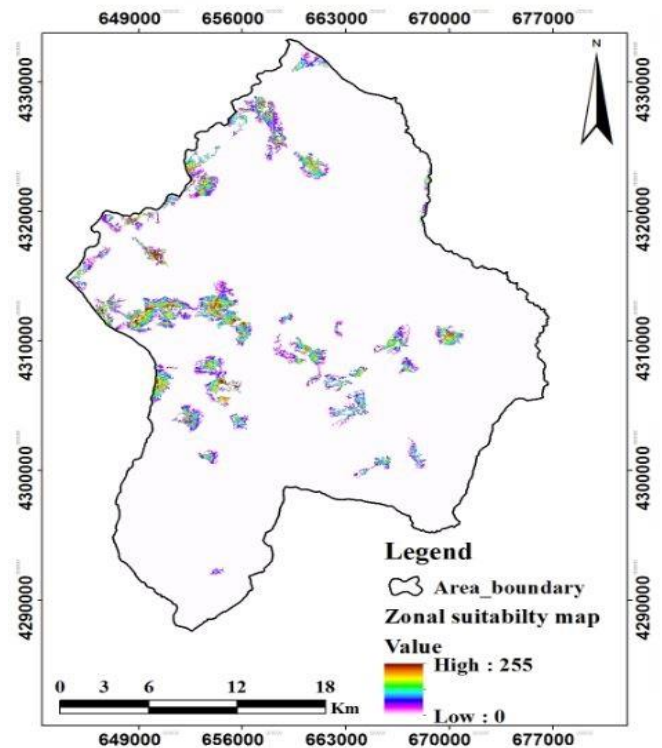 649000 656000 663000 670000 677000
N
4330000 4330000
4320000 4320000
4310000 4310000
4300000 4300000
4290000 4290000
Legend
Area_boundary
Zonal suitabilty map
Value
High : 255
Low : 0
0 3 6 12 18
Km
649000 656000 663000 670000 677000